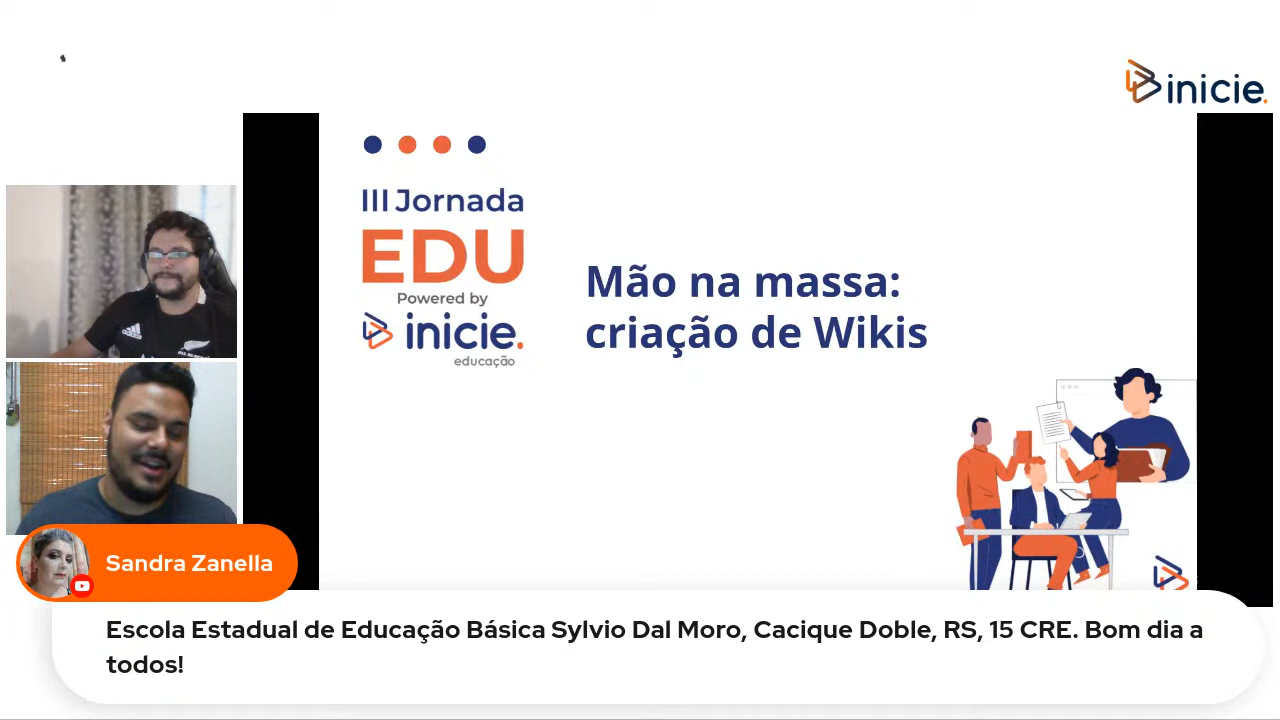 inicie.
III Jornada
EDU
Powered by
inicie.
educação
Mão na massa:
criação de Wikis
Sandra Zanella
Escola Estadual de Educação Básica Sylvio Dal Moro, Cacique Doble, RS, 15 CRE. Bom dia a
todos!